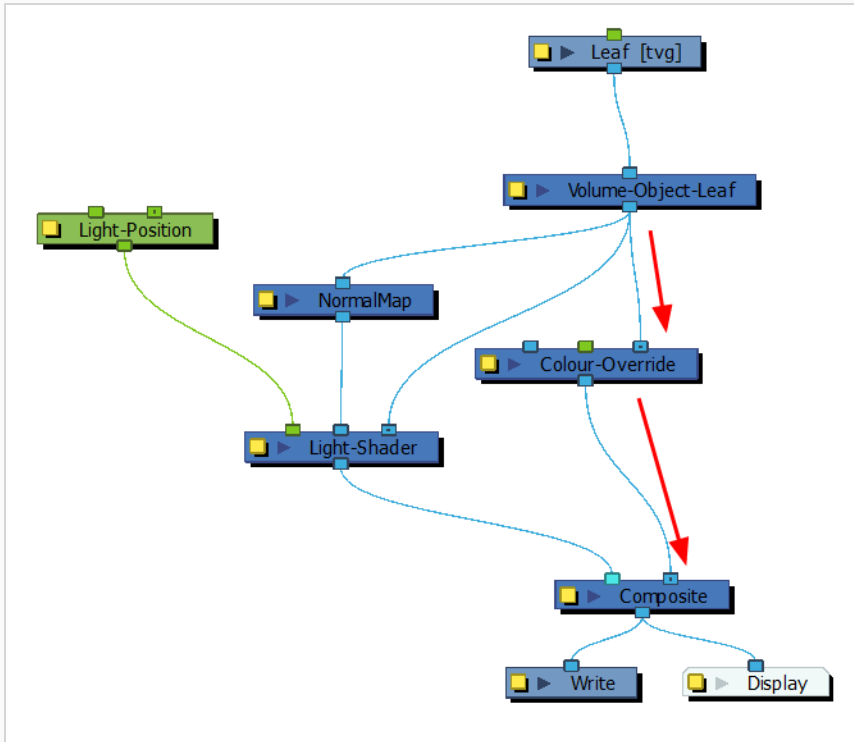 Leaf [tvg]
Volume-Object-Leaf
Light-Position
NormalMap
Colour-Override
Light-Shader
Composite
Write
Display